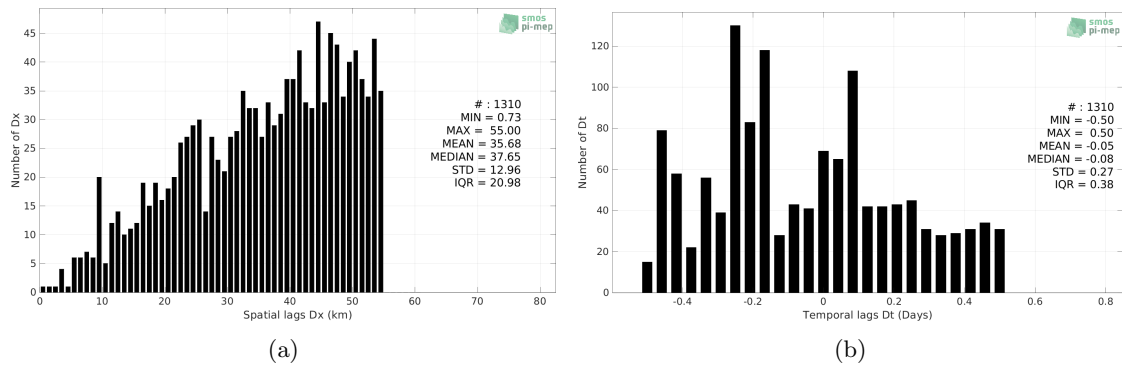 smos
pi-mep
45
40
35
30
25
20
15
10
5
0
Number of Dx
# : 1310
MIN = 0.73
MAX = 55.00
MEAN = 35.68
MEDIAN = 37.65
STD = 12.96
IQR = 20.98
0 10 20 30 40 50 60 70 80
Spatial lags Dx (km)
(a)
smos
pi-mep
120
100
80
60
40
20
0
Number of Dt
# : 1310
MIN = -0.50
MAX = 0.50
MEAN = -0.05
MEDIAN = -0.08
STD = 0.27
IQR = 0.38
-0.4 -0.2 0 0.2 0.4 0.6 0.8
Temporal lags Dt (Days)
(b)